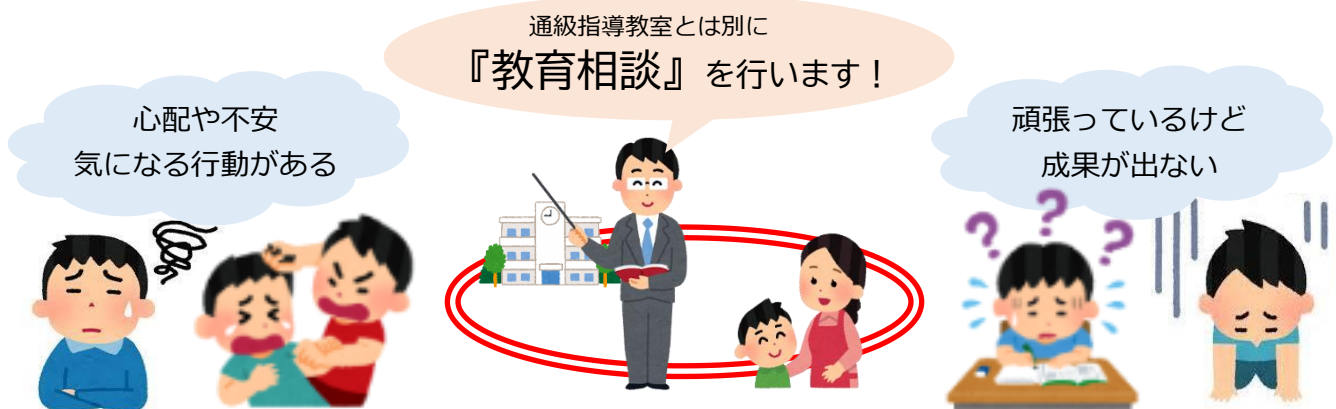 通級指導教室とは別に
『教育相談』を行います！
心配や不安
気になる行動がある
頑張っているけど
成果が出ない